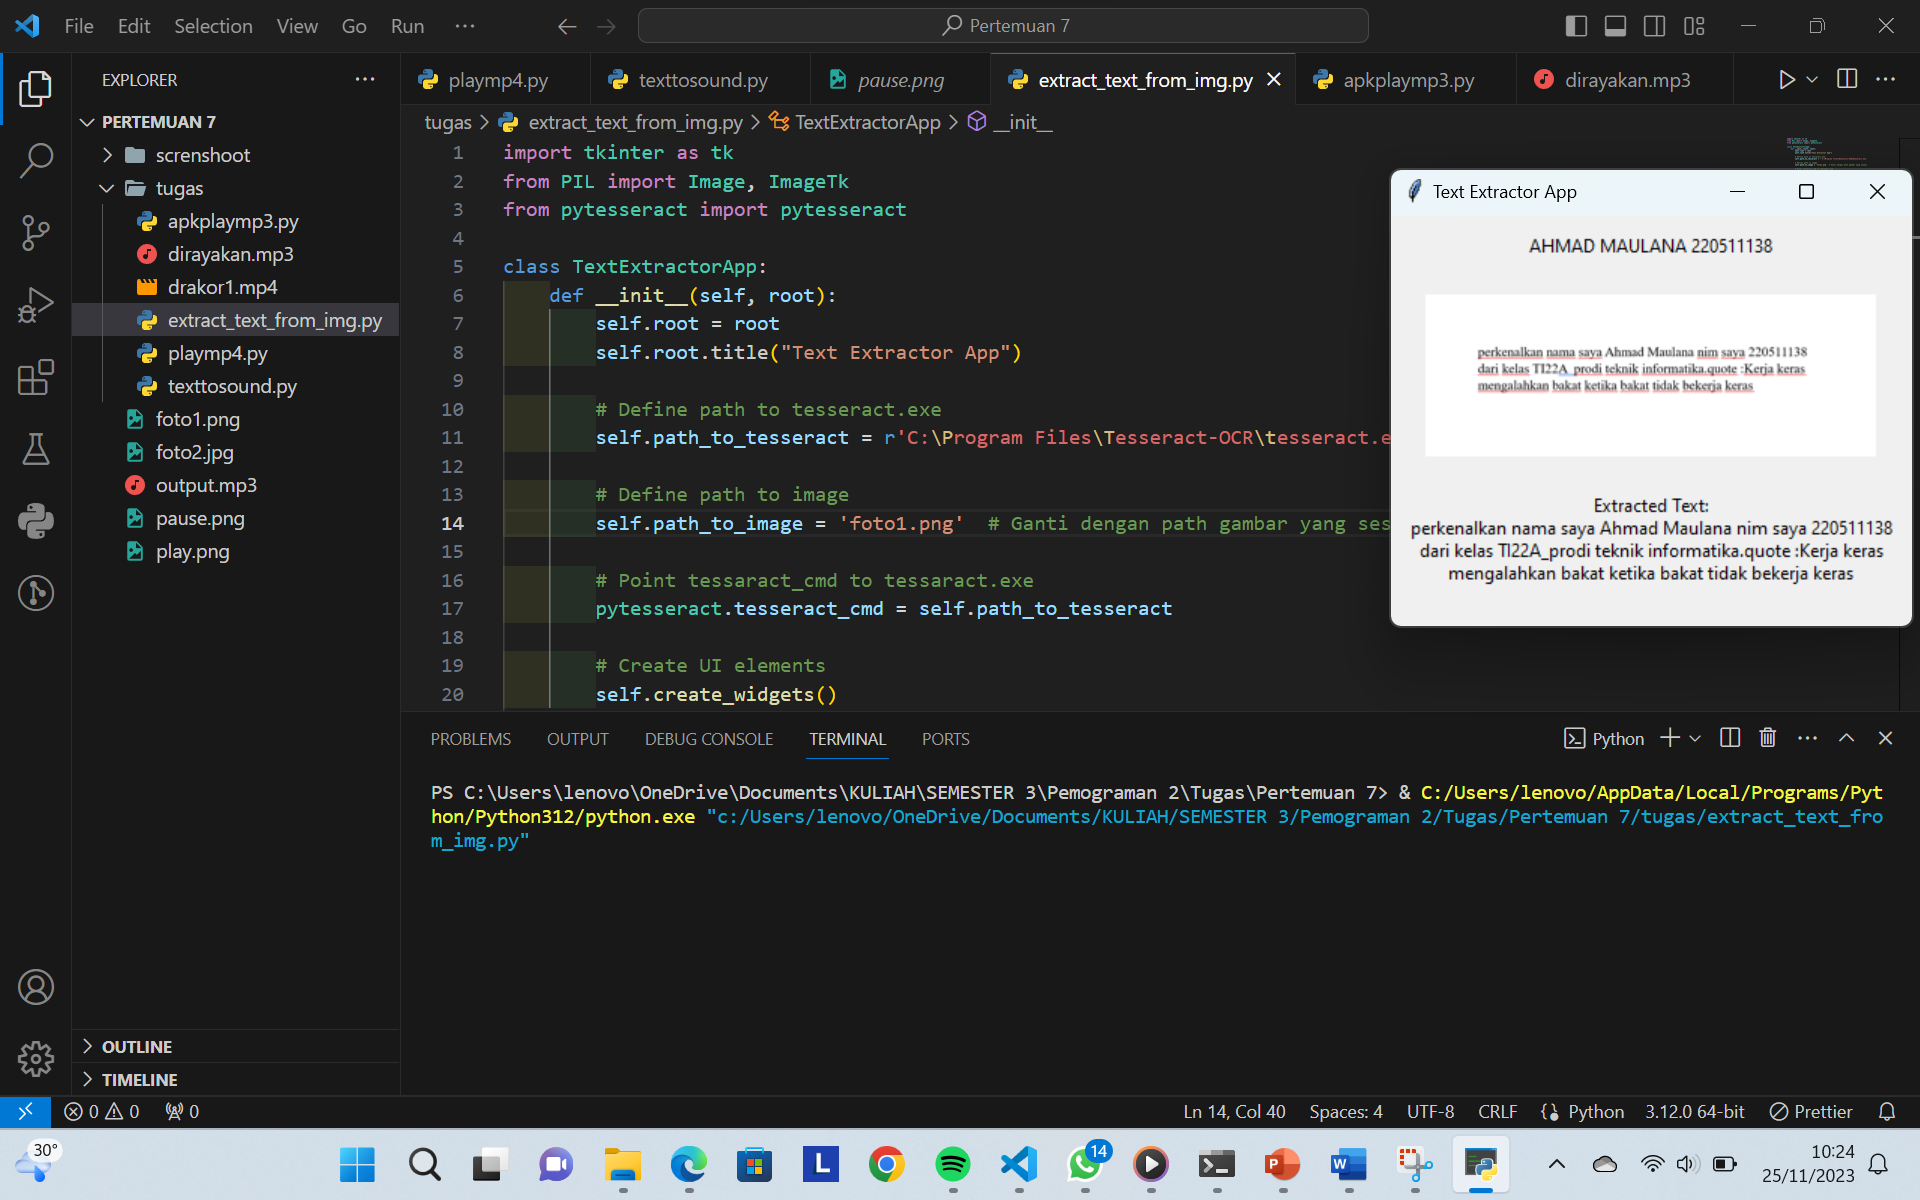 File Edit Selection View Go Run ···
Pertemuan 7
EXPLORER
PERTEMUAN 7
screnshoot
tugas
apkplaymp3.py
dirayakan.mp3
drakor1.mp4
extract_text_from_img.py
playmp4.py
texttosound.py
foto1.png
foto2.jpg
output.mp3
pause.png
play.png
OUTLINE
TIMELINE
playmp4.py texttosound.py pause.png extract_text_from_img.py apkplaymp3.py dirayakan.mp3
tugas > extract_text_from_img.py > TextExtractorApp > __init__
1 import tkinter as tk
2 from PIL import Image, ImageTk
3 from pytesseract import pytesseract
4
5 class TextExtractorApp:
6 def __init__(self, root):
7 self.root = root
8 self.root.title("Text Extractor App")
9
10 # Define path to tesseract.exe
11 self.path_to_tesseract = r'C:\Program Files\Tesseract-OCR\tesseract.e
12
13 # Define path to image
14 self.path_to_image = 'foto1.png' # Ganti dengan path gambar yang ses
15
16 # Point tessaract_cmd to tessaract.exe
17 pytesseract.tesseract_cmd = self.path_to_tesseract
18
19 # Create UI elements
20 self.create_widgets()
Text Extractor App
AHMAD MAULANA 220511138
perkenalkan nama saya Ahmad Maulana nim saya 220511138
dari kelas TI22A_prodi teknik informatika.quote :Kerja keras
mengalahkan bakat ketika bakat tidak bekerja keras
Extracted Text:
perkenalkan nama saya Ahmad Maulana nim saya 220511138
dari kelas TI22A_prodi teknik informatika.quote :Kerja keras
mengalahkan bakat ketika bakat tidak bekerja keras
PROBLEMS OUTPUT DEBUG CONSOLE TERMINAL PORTS
Python
PS C:\Users\lenovo\OneDrive\Documents\KULIAH\SEMESTER 3\Pemograman 2\Tugas\Pertemuan 7> & C:/Users/lenovo/AppData/Local/Programs/Pyt
hon/Python312/python.exe "c:/Users/lenovo/OneDrive/Documents/KULIAH/SEMESTER 3/Pemograman 2/Tugas/Pertemuan 7/tugas/extract_text_fro
m_img.py"
0 0 0
Ln 14, Col 40 Spaces: 4 UTF-8 CRLF Python 3.12.0 64-bit Prettier
30°
14
10:24
25/11/2023